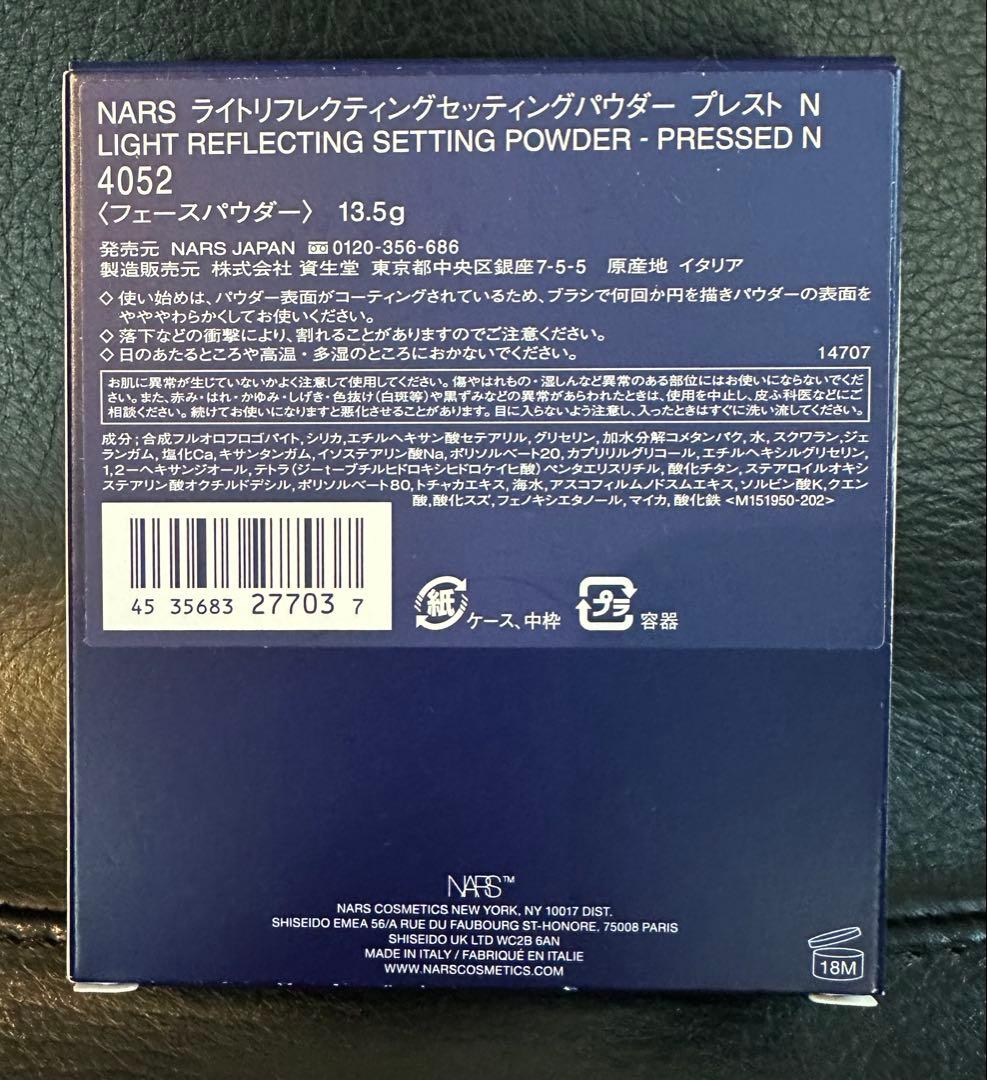 NARS ライトリフレクティングセッティングパウダー プレスト N
LIGHT REFLECTING SETTING POWDER - PRESSED N
4052
〈フェースパウダー〉 13.5g
発売元 NARS JAPAN 0120-356-686
製造販売元 株式会社 資生堂 東京都中央区銀座7-5-5 原産地 イタリア
◇ 使い始めは、パウダー表面がコーティングされているため、ブラシで何回か円を描きパウダーの表面を
やややわらかくしてお使いください。
◇ 落下などの衝撃により、割れることがありますのでご注意ください。
◇ 日のあたるところや高温・多湿のところにおかないでください。 14707
お肌に異常が生じていないかよく注意して使用してください。傷やはれもの・湿しんなど異常のある部位にはお使いにならないでくだ
さい。また、赤み・はれ・かゆみ・しげき・色抜け(白斑等)や黒ずみなどの異常があらわれたときは、使用を中止し、皮ふ科医などにご
相談ください。続けてお使いになりますと悪化させることがあります。目に入らないよう注意し、入ったときはすぐに洗い流してください。
成分;合成フルオロフロゴパイト,シリカ,エチルヘキサン酸セテアリル,グリセリン,加水分解コメタンパク,水,スクワラン,ジェ
ランガム,塩化Ca,キサンタンガム,イソステアリン酸Na,ポリソルベート20,カプリリルグリコール,エチルヘキシルグリセリン,
1,2-ヘキサンジオール,テトラ(ジーtーブチルヒドロキシヒドロケイヒ酸)ペンタエリスリチル,酸化チタン,ステアロイルオキシ
ステアリン酸オクチルドデシル,ポリソルベート80,トチャカエキス,海水,アスコフィルムノドスムエキス,ソルビン酸K,クエン
酸,酸化スズ,フェノキシエタノール,マイカ,酸化鉄 <M151950-202>
45 35683 27703 7
紙 ケース、中枠 プラ 容器
NARS™
NARS COSMETICS NEW YORK, NY 10017 DIST.
SHISEIDO EMEA 56/A RUE DU FAUBOURG ST-HONORE, 75008 PARIS
SHISEIDO UK LTD WC2B 6AN
MADE IN ITALY / FABRIQUÉ EN ITALIE
WWW.NARSCOSMETICS.COM
18M